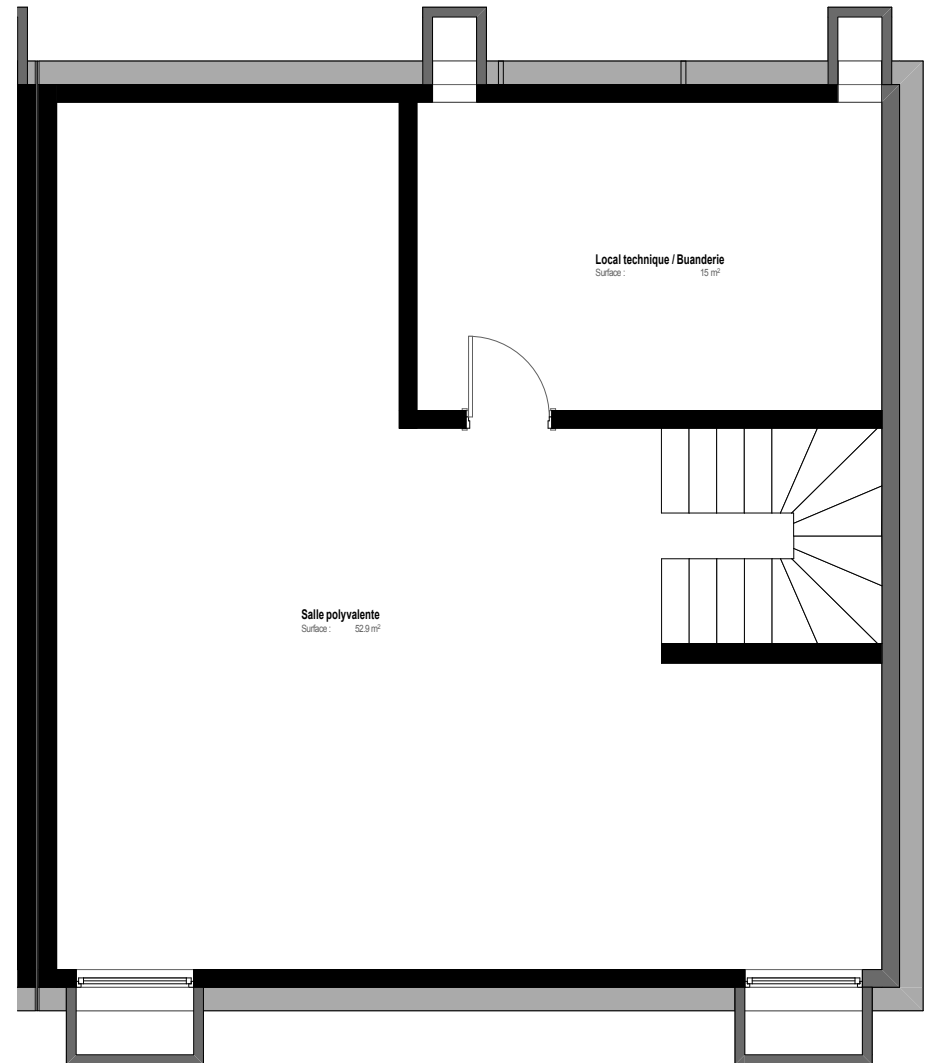 Local technique / Buanderie
Surface : 15 m²
Salle polyvalente
Surface : 52.9 m²